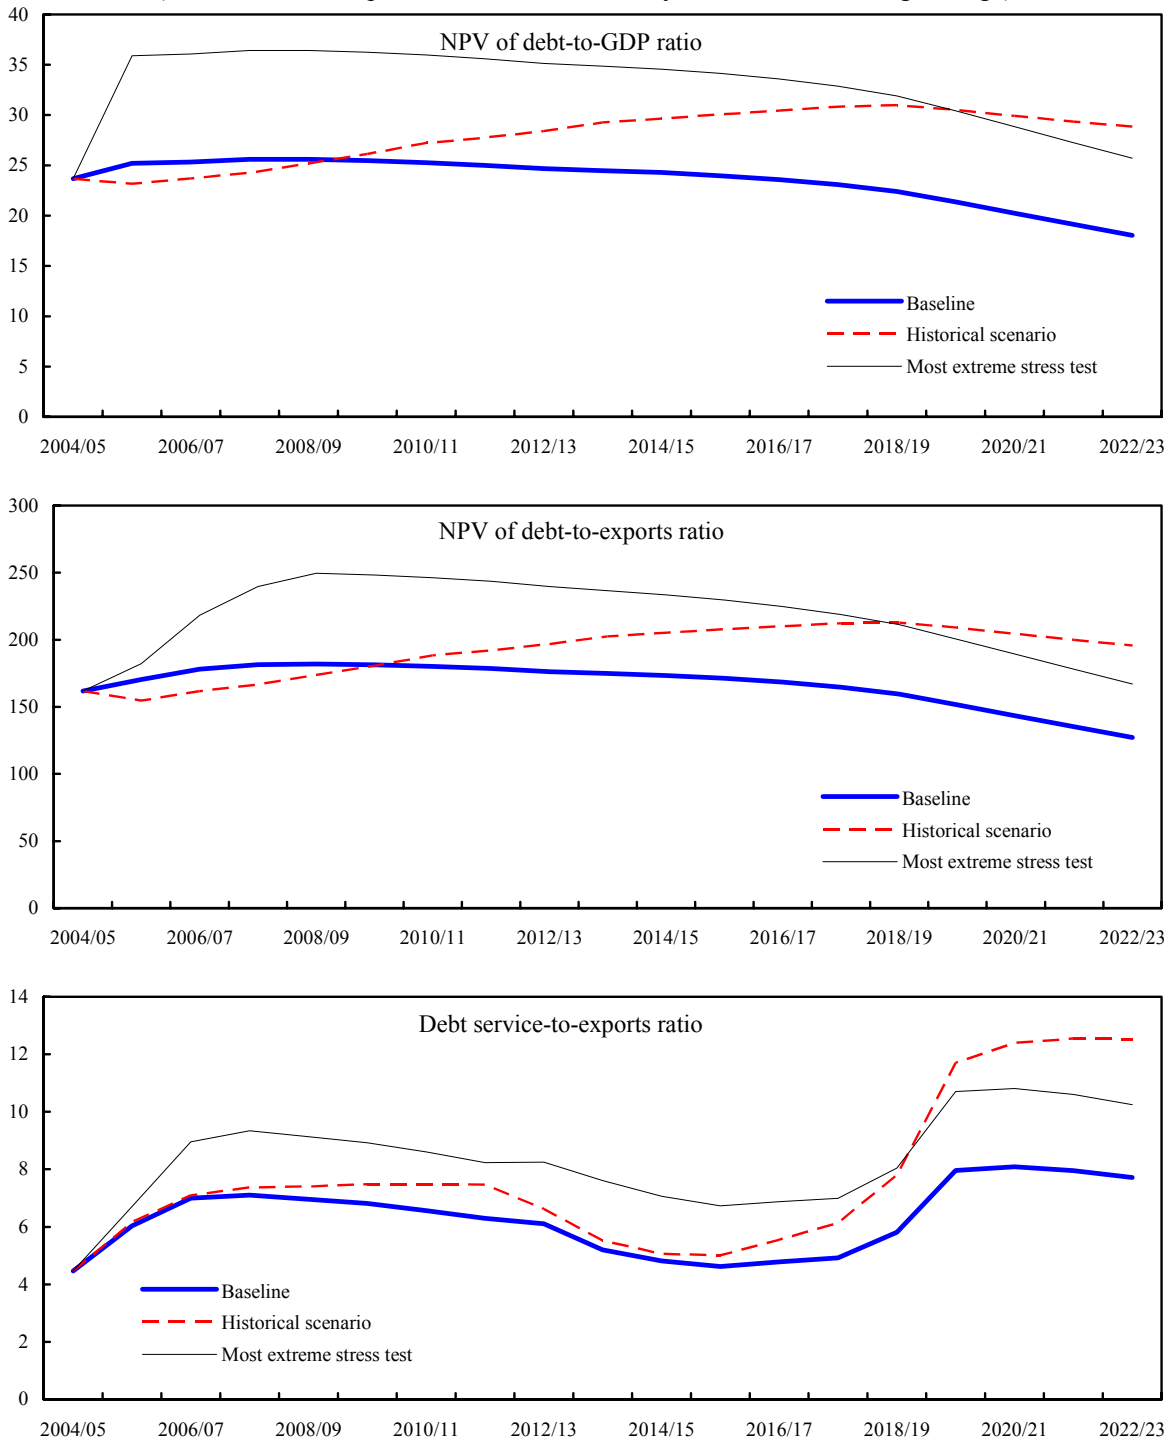 40
NPV of debt-to-GDP ratio
35
30
25
20
15
10
5
0
Baseline
Historical scenario
Most extreme stress test
2004/05 2006/07 2008/09 2010/11 2012/13 2014/15 2016/17 2018/19 2020/21 2022/23
300
NPV of debt-to-exports ratio
250
200
150
100
50
0
Baseline
Historical scenario
Most extreme stress test
2004/05 2006/07 2008/09 2010/11 2012/13 2014/15 2016/17 2018/19 2020/21 2022/23
14
Debt service-to-exports ratio
12
10
8
6
4
2
0
Baseline
Historical scenario
Most extreme stress test
2004/05 2006/07 2008/09 2010/11 2012/13 2014/15 2016/17 2018/19 2020/21 2022/23